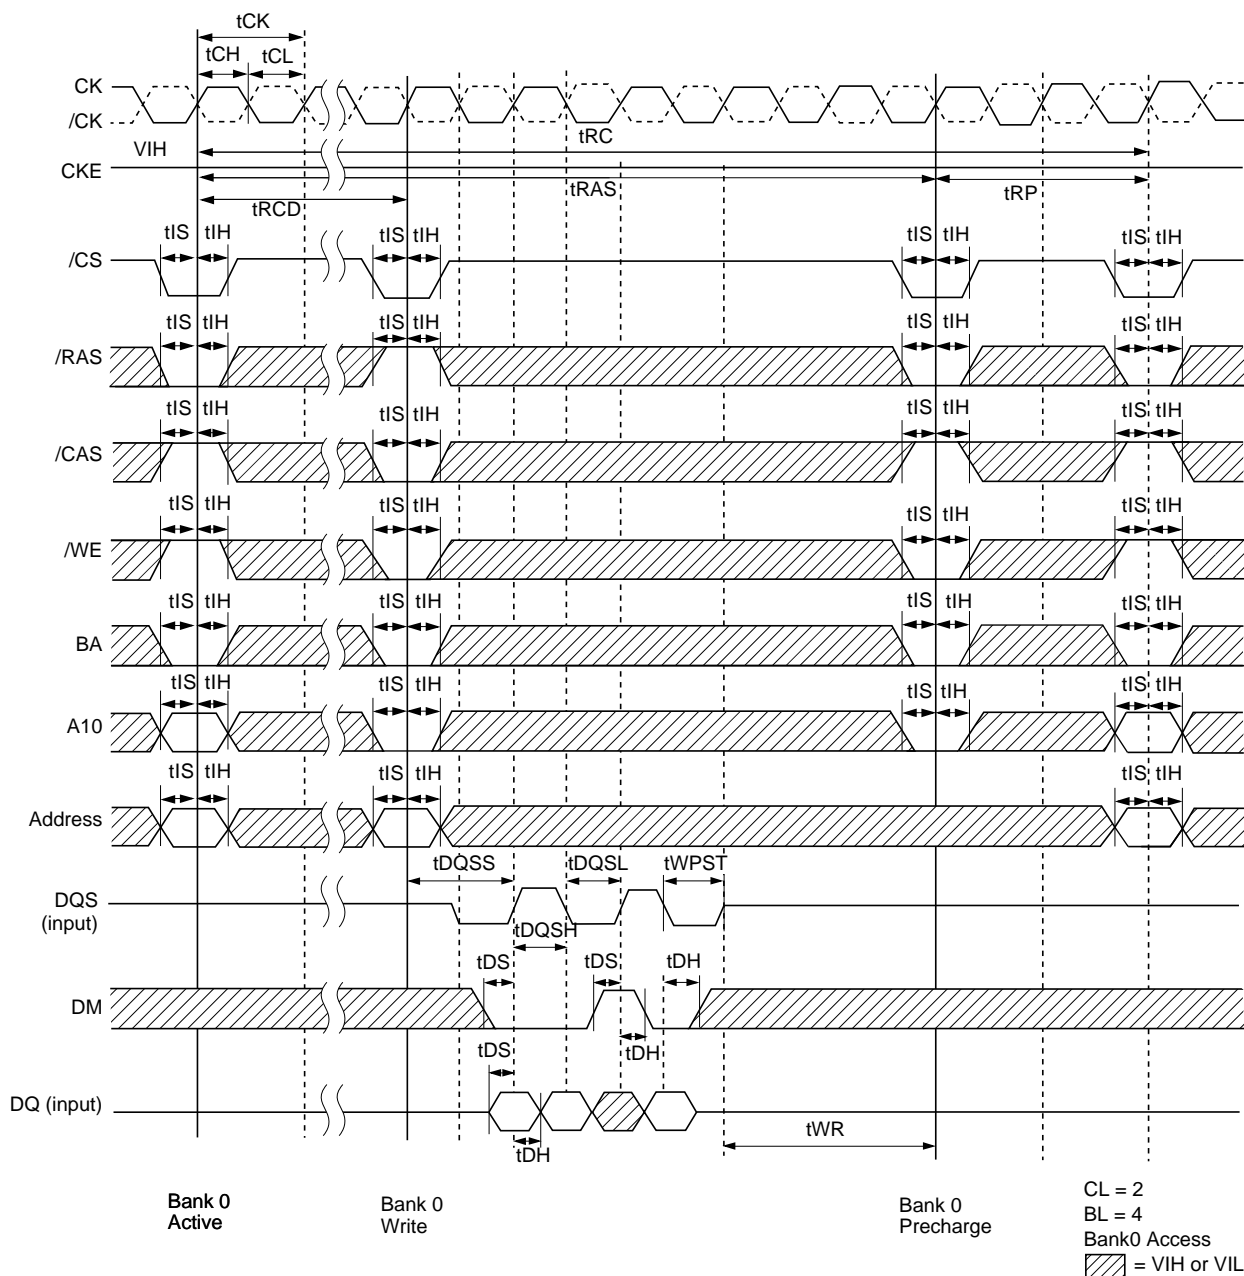 tCK
tCH tCL
CK
/CK
tRC
VIH
CKE
tRAS tRP
tRCD
tIS tIH tIS tIH tIS tIH tIS tIH
/CS
tIS tIH tIS tIH tIS tIH tIS tIH
/RAS
tIS tIH tIS tIH tIS tIH tIS tIH
/CAS
tIS tIH tIS tIH tIS tIH tIS tIH
/WE
tIS tIH tIS tIH tIS tIH tIS tIH
BA
tIS tIH tIS tIH tIS tIH tIS tIH
A10
tIS tIH tIS tIH tIS tIH
Address
tDQSS tDQSL tWPST
DQS
(input)
tDQSH
tDS tDS tDH
DM
tDS tDH
DQ (input)
tDH tWR
Bank 0
Active
Bank 0
Write
Bank 0
Precharge
CL = 2
BL = 4
Bank0 Access
= VIH or VIL